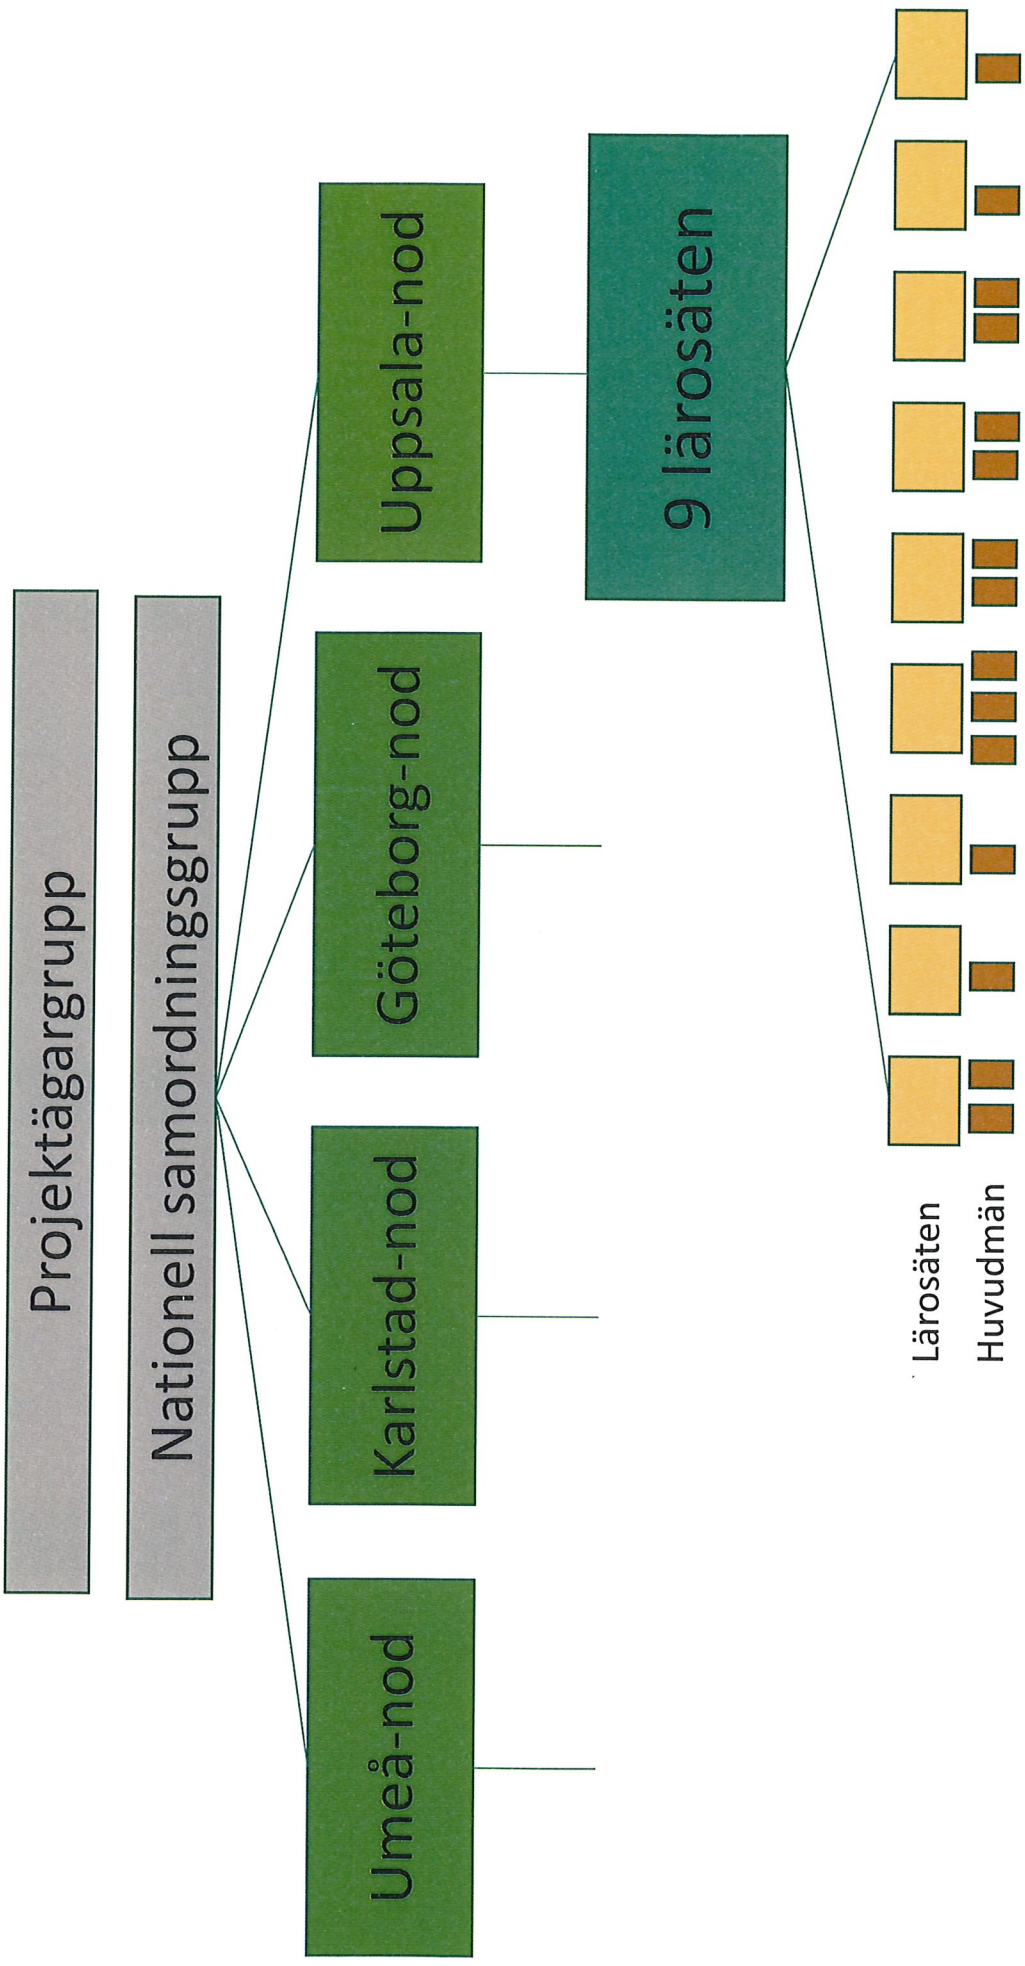 Projektägargrupp
Nationell samordningsgrupp
Umeå-nod
Karlstad-nod
Göteborg-nod
Uppsala-nod
9 lärosäten
Lärosäten
Huvudmän